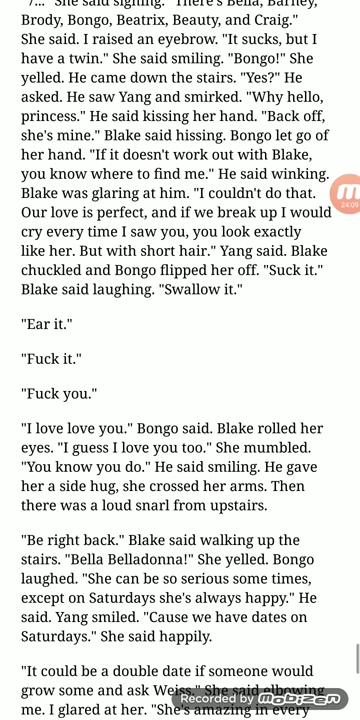 7..." She said signing. "There's Bella, Barney,
Brody, Bongo, Beatrix, Beauty, and Craig."
She said. I raised an eyebrow. "It sucks, but I
have a twin." She said smiling. "Bongo!" She
yelled. He came down the stairs. "Yes?" He
asked. He saw Yang and smirked. "Why hello,
princess." He said kissing her hand. "Back off,
she's mine." Blake said hissing. Bongo let go of
her hand. "If it doesn't work out with Blake,
you know where to find me." He said winking.
Blake was glaring at him. "I couldn't do that.
Our love is perfect, and if we break up I would
cry every time I saw you, you look exactly
like her. But with short hair." Yang said. Blake
chuckled and Bongo flipped her off. "Suck it."
Blake said laughing. "Swallow it."
"Ear it."
"Fuck it."
"Fuck you."
"I love love you." Bongo said. Blake rolled her
eyes. "I guess I love you too." She mumbled.
"You know you do." He said smiling. He gave
her a side hug, she crossed her arms. Then
there was a loud snarl from upstairs.
"Be right back." Blake said walking up the
stairs. "Bella Belladonna!" She yelled. Bongo
laughed. "She can be so serious some times,
except on Saturdays she's always happy." He
said. Yang smiled. "Cause we have dates on
Saturdays." She said happily.
"It could be a double date if someone would
grow some and ask Weiss." She said elbowing
me. I glared at her. "She's amazing in every
24:09
Recorded by MOBIZEN